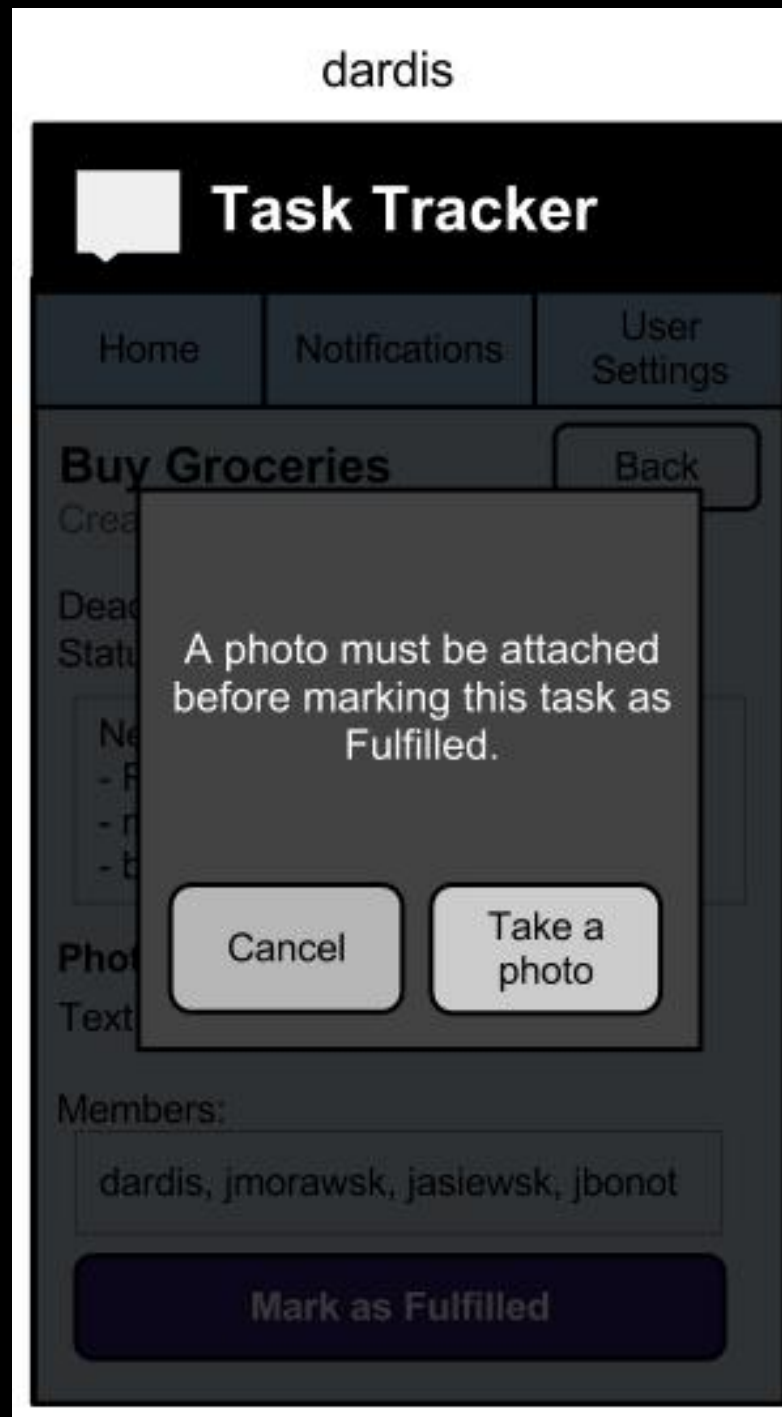 dardis
Task Tracker
Home
Notifications
User
Settings
Buy Groceries
Back
A photo must be attached
before marking this task as
Fulfilled.
Cancel
Take a
photo
Text
Members:
dardis, jmorawsk, jasiewsk, jbonot
Mark as Fulfilled